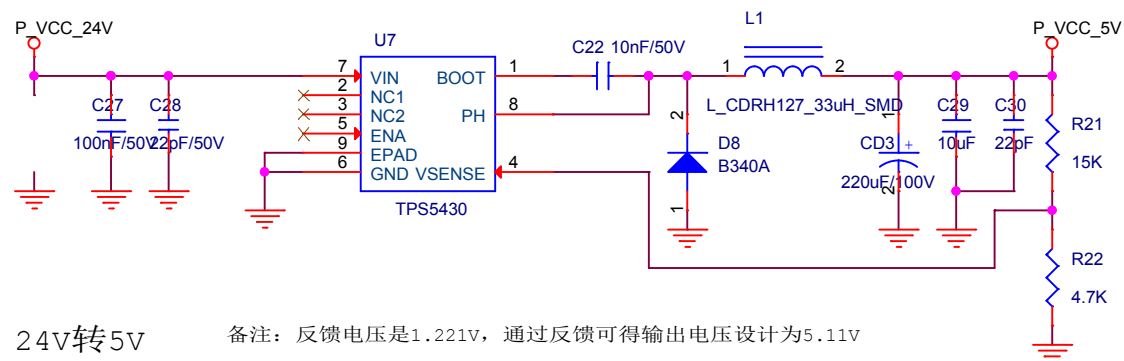 P_VCC_24V
P_VCC_5V
L1
U7
C22 10nF/50V
7 VIN BOOT 1
1 2
2 NC1
3 NC2 PH 8
5 ENA
9 EPAD
6 GND VSENSE 4
TPS5430
C27 C28
100nF/50V 22pF/50V
L_CDRH127_33uH_SMD
2
D8
B340A
1
1
CD3 +
220uF/100V
2
C29 C30
10uF 22pF
R21
15K
R22
4.7K
24V转5V
备注：反馈电压是1.221V，通过反馈可得输出电压设计为5.11V